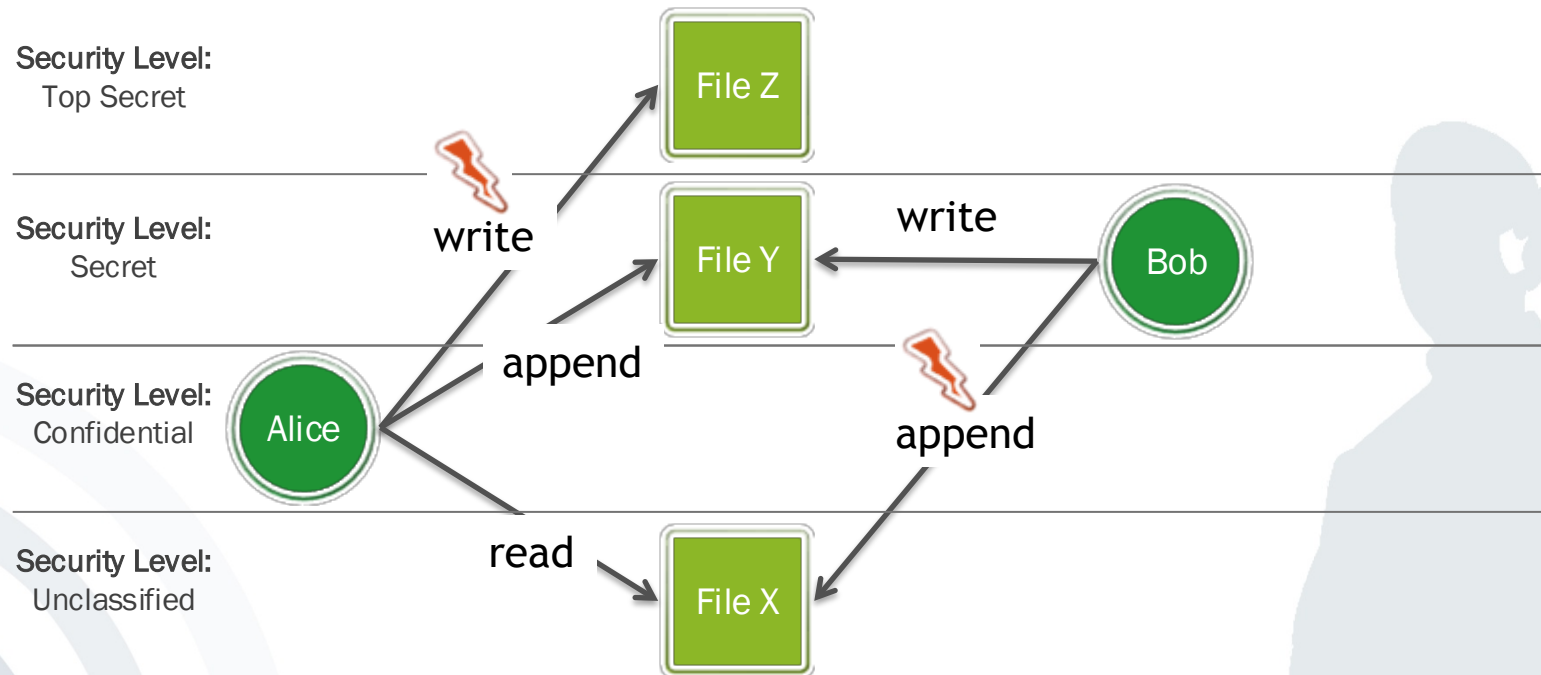 Security Level:
Top Secret
File Z
write
Security Level:
Secret
File Y
write
Bob
append
Security Level:
Confidential
Alice
append
read
Security Level:
Unclassified
File X